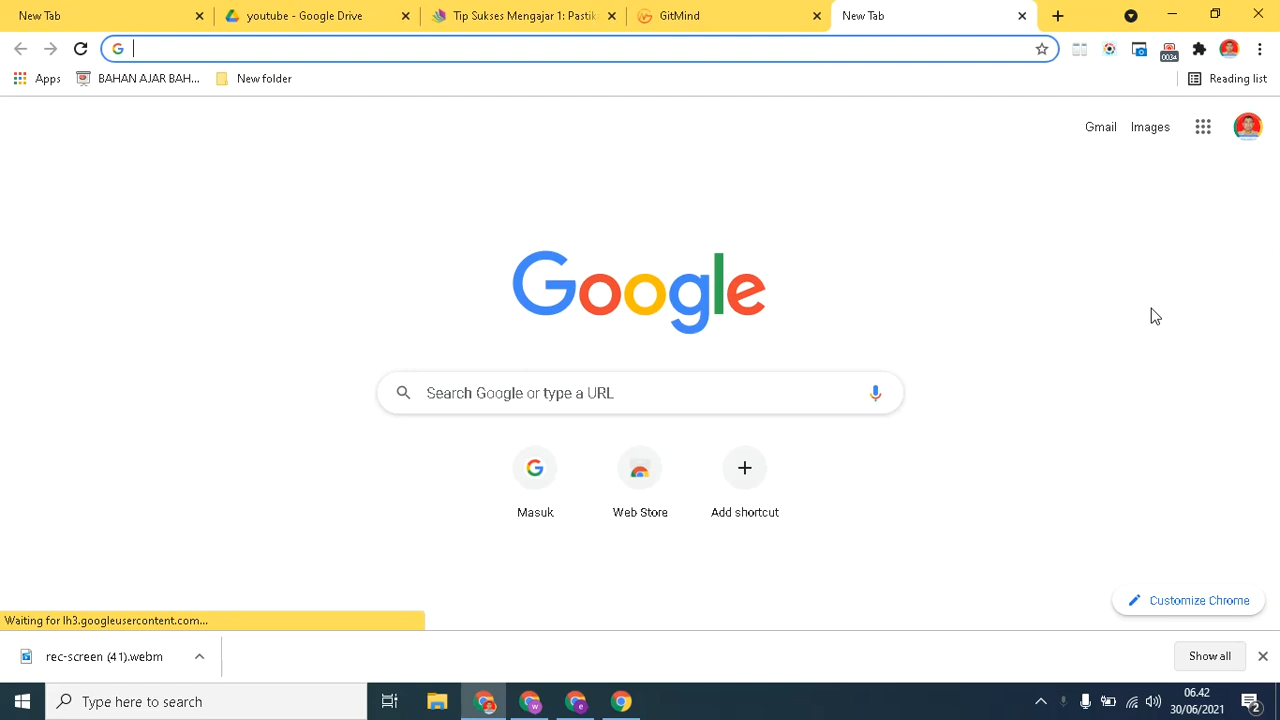 New Tab
youtube - Google Drive
Tip Sukses Mengajar 1: Pastik
GitMind
New Tab
0034
Apps
BAHAN AJAR BAH...
New folder
Reading list
Gmail
Images
Google
Search Google or type a URL
Masuk
Web Store
Add shortcut
Customize Chrome
Waiting for lh3.googleusercontent.com...
rec-screen (41).webm
Show all
Type here to search
w
e
06.42
30/06/2021
2